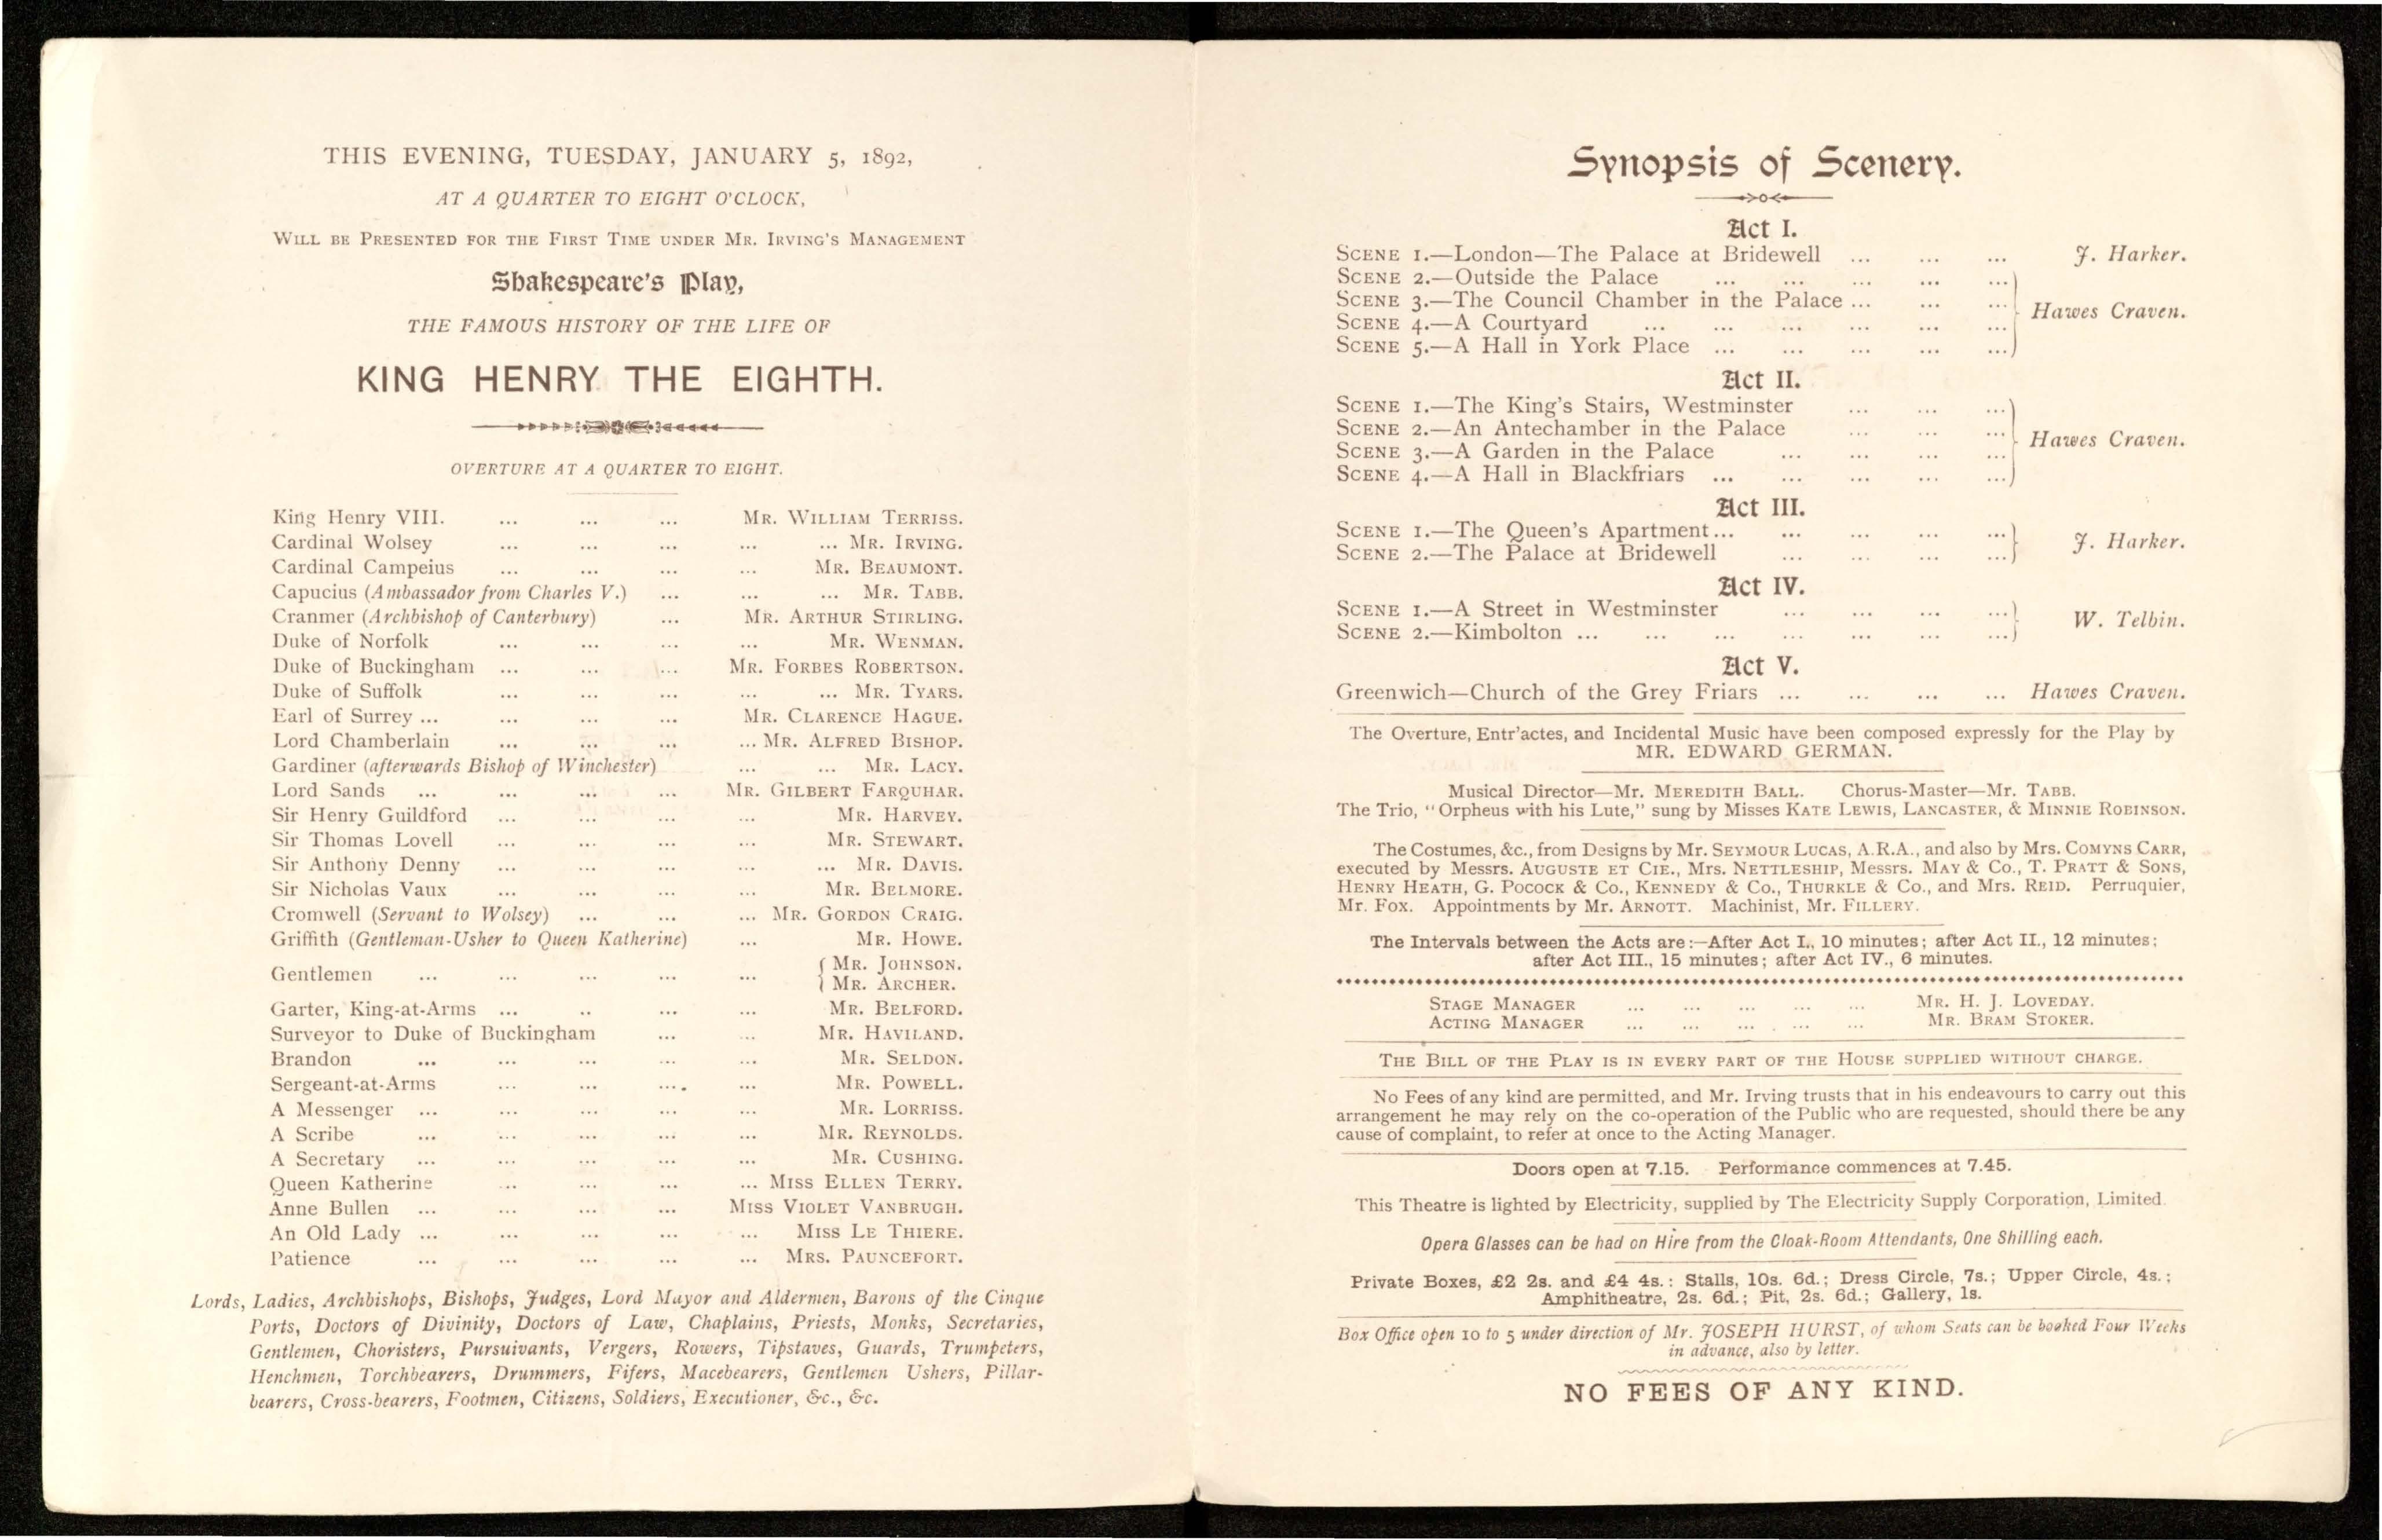 THIS EVENING, TUESDAY, JANUARY 5, 1892,
AT A QUARTER TO EIGHT O'CLOCK,
WILL BE PRESENTED FOR THE FIRST TIME UNDER MR. IRVING'S MANAGEMENT
Shakespeare's Play,
THE FAMOUS HISTORY OF THE LIFE OF
KING HENRY THE EIGHTH.
OVERTURE AT A QUARTER TO EIGHT.
King Henry VIII. ... ... ... MR. WILLIAM TERRISS.
Cardinal Wolsey ... ... ... ... ... MR. IRVING.
Cardinal Campeius ... ... ... ... MR. BEAUMONT.
Capucius (Ambassador from Charles V.) ... ... ... MR. TABB.
Cranmer (Archbishop of Canterbury) ... MR. ARTHUR STIRLING.
Duke of Norfolk ... ... ... ... MR. WENMAN.
Duke of Buckingham ... ... ... MR. FORBES ROBERTSON.
Duke of Suffolk ... ... ... ... ... MR. TYARS.
Earl of Surrey ... ... ... ... MR. CLARENCE HAGUE.
Lord Chamberlain ... ... ... ... MR. ALFRED BISHOP.
Gardiner (afterwards Bishop of Winchester) ... ... MR. LACY.
Lord Sands ... ... ... ... MR. GILBERT FARQUHAR.
Sir Henry Guildford ... ... ... ... MR. HARVEY.
Sir Thomas Lovell ... ... ... ... MR. STEWART.
Sir Anthony Denny ... ... ... ... ... MR. DAVIS.
Sir Nicholas Vaux ... ... ... ... MR. BELMORE.
Cromwell (Servant to Wolsey) ... ... ... MR. GORDON CRAIG.
Griffith (Gentleman-Usher to Queen Katherine) ... MR. HOWE.
Gentlemen ... ... ... ... ... { MR. JOHNSON.
MR. ARCHER.
Garter, King-at-Arms ... .. ... ... MR. BELFORD.
Surveyor to Duke of Buckingham ... ... MR. HAVILAND.
Brandon ... ... ... ... ... MR. SELDON.
Sergeant-at-Arms ... ... .... ... MR. POWELL.
A Messenger ... ... ... ... ... MR. LORRISS.
A Scribe ... ... ... ... ... MR. REYNOLDS.
A Secretary ... ... ... ... ... MR. CUSHING.
Queen Katherine ... ... ... ... MISS ELLEN TERRY.
Anne Bullen ... ... ... ... MISS VIOLET VANBRUGH.
An Old Lady ... ... ... ... ... MISS LE THIERE.
Patience ... ... ... ... ... MRS. PAUNCEFORT.
Lords, Ladies, Archbishops, Bishops, Judges, Lord Mayor and Aldermen, Barons of the Cinque
Ports, Doctors of Divinity, Doctors of Law, Chaplains, Priests, Monks, Secretaries,
Gentlemen, Choristers, Pursuivants, Vergers, Rowers, Tipstaves, Guards, Trumpeters,
Henchmen, Torchbearers, Drummers, Fifers, Macebearers, Gentlemen Ushers, Pillar-
bearers, Cross-bearers, Footmen, Citizens, Soldiers, Executioner, &c., &c.
Synopsis of Scenery.
Act I.
SCENE 1.—London—The Palace at Bridewell ... ... ... J. Harker.
SCENE 2.—Outside the Palace ... ... ... ... ...
SCENE 3.—The Council Chamber in the Palace ... ... ... Hawes Craven.
SCENE 4.—A Courtyard ... ... ... ... ... ...
SCENE 5.—A Hall in York Place ... ... ... ... ...
Act II.
SCENE 1.—The King's Stairs, Westminster ... ... ...
SCENE 2.—An Antechamber in the Palace ... ... ... Hawes Craven.
SCENE 3.—A Garden in the Palace ... ... ... ...
SCENE 4.—A Hall in Blackfriars ... ... ... ... ...
Act III.
SCENE 1.—The Queen's Apartment ... ... ... ... ... J. Harker.
SCENE 2.—The Palace at Bridewell ... ... ... ...
Act IV.
SCENE 1.—A Street in Westminster ... ... ... ... W. Telbin.
SCENE 2.—Kimbolton ... ... ... ... ... ... ...
Act V.
Greenwich—Church of the Grey Friars ... ... ... ... Hawes Craven.
The Overture, Entr'actes, and Incidental Music have been composed expressly for the Play by
MR. EDWARD GERMAN.
Musical Director—Mr. MEREDITH BALL. Chorus-Master—Mr. TABB.
The Trio, "Orpheus with his Lute," sung by Misses KATE LEWIS, LANCASTER, & MINNIE ROBINSON.
The Costumes, &c., from Designs by Mr. SEYMOUR LUCAS, A.R.A., and also by Mrs. COMYNS CARR,
executed by Messrs. AUGUSTE ET CIE., Mrs. NETTLESHIP, Messrs. MAY & Co., T. PRATT & SONS,
HENRY HEATH, G. POCOCK & Co., KENNEDY & Co., THURKLE & Co., and Mrs. REID. Perruquier,
Mr. Fox. Appointments by Mr. ARNOTT. Machinist, Mr. FILLERY.
The Intervals between the Acts are:—After Act I., 10 minutes; after Act II., 12 minutes;
after Act III., 15 minutes; after Act IV., 6 minutes.
STAGE MANAGER ... ... ... ... ... MR. H. J. LOVEDAY.
ACTING MANAGER ... ... ... ... ... MR. BRAM STOKER.
THE BILL OF THE PLAY IS IN EVERY PART OF THE HOUSE SUPPLIED WITHOUT CHARGE.
No Fees of any kind are permitted, and Mr. Irving trusts that in his endeavours to carry out this
arrangement he may rely on the co-operation of the Public who are requested, should there be any
cause of complaint, to refer at once to the Acting Manager.
Doors open at 7.15. Performance commences at 7.45.
This Theatre is lighted by Electricity, supplied by The Electricity Supply Corporation, Limited.
Opera Glasses can be had on Hire from the Cloak-Room Attendants, One Shilling each.
Private Boxes, £2 2s. and £4 4s.: Stalls, 10s. 6d.; Dress Circle, 7s.; Upper Circle, 4s.;
Amphitheatre, 2s. 6d.; Pit, 2s. 6d.; Gallery, 1s.
Box Office open 10 to 5 under direction of Mr. JOSEPH HURST, of whom Seats can be booked Four Weeks
in advance, also by letter.
NO FEES OF ANY KIND.